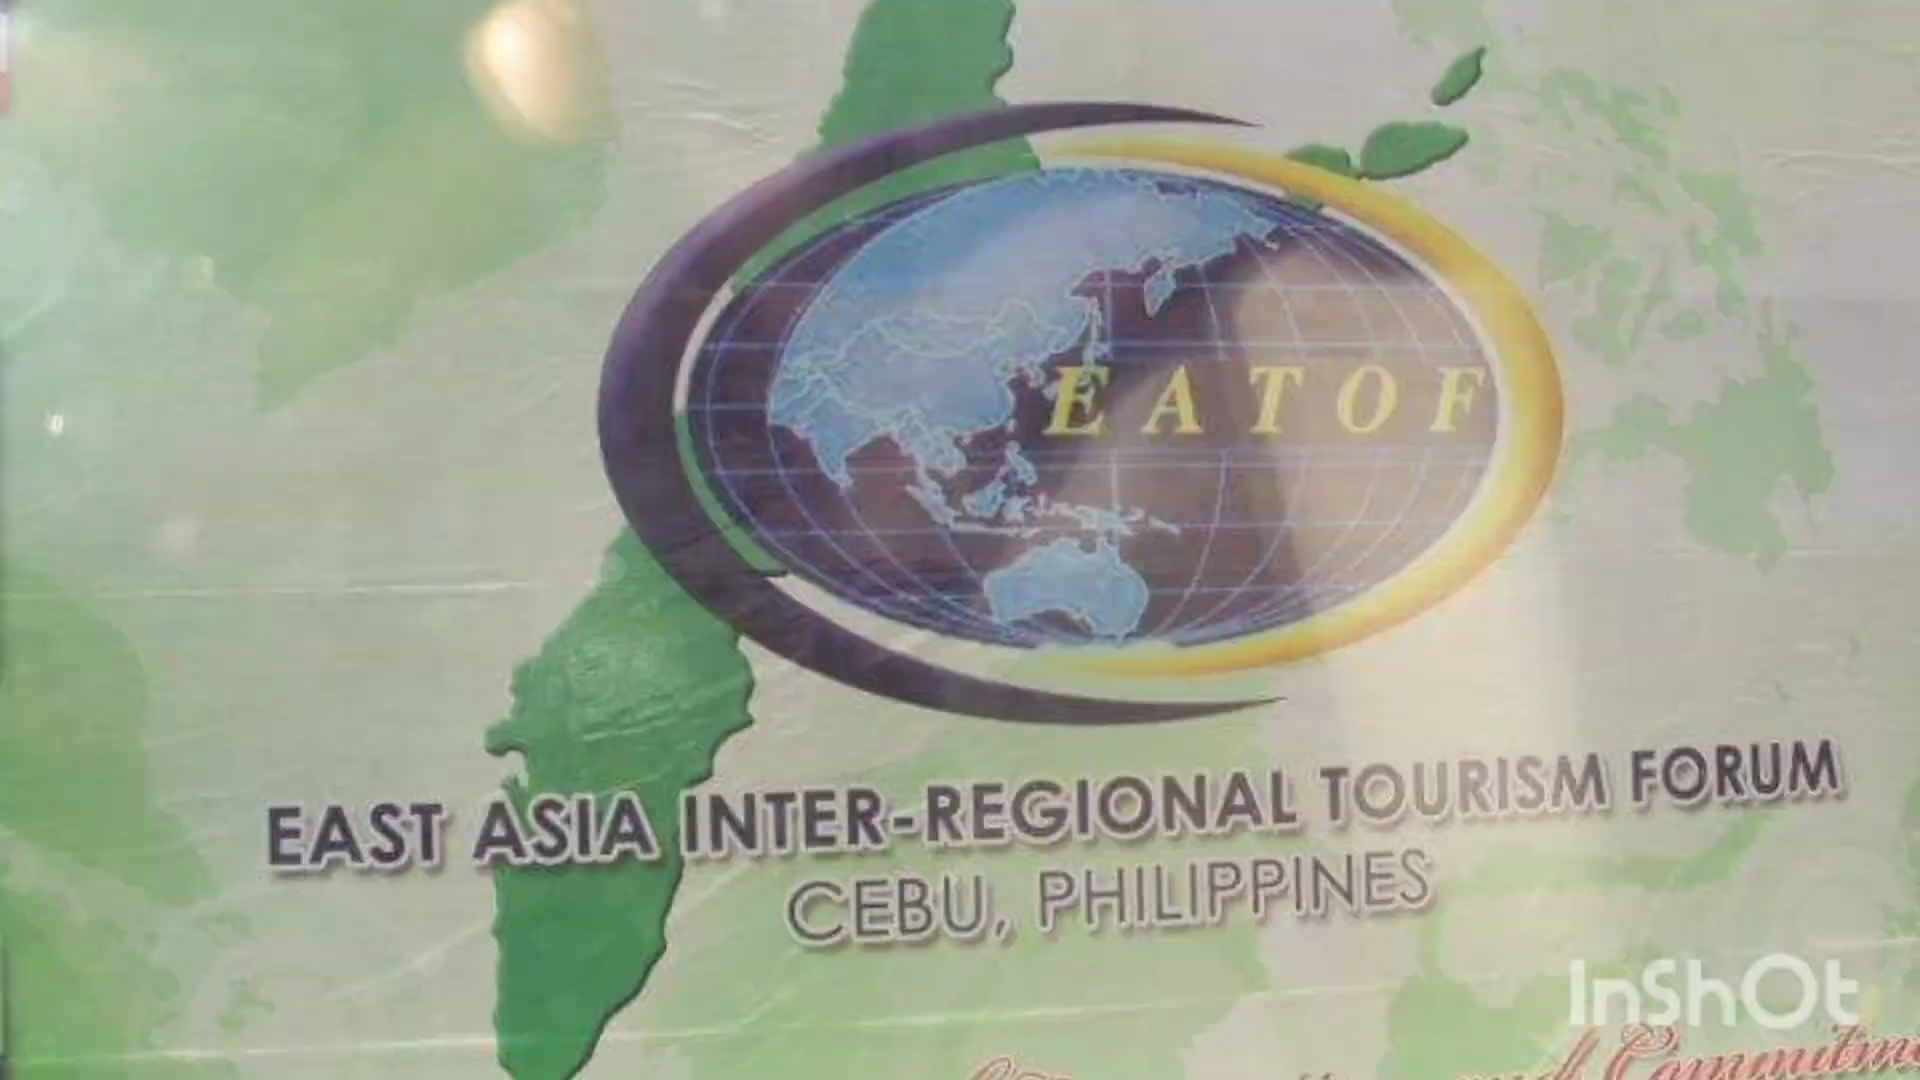 EATOF
EAST ASIA INTER-REGIONAL TOURISM FORUM
CEBU, PHILIPPINES
InShOt